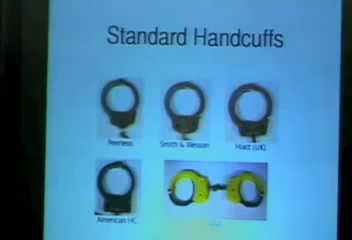 Standard Handcuffs
Peerless
Smith & Wesson
Hiatt (UK)
American HC